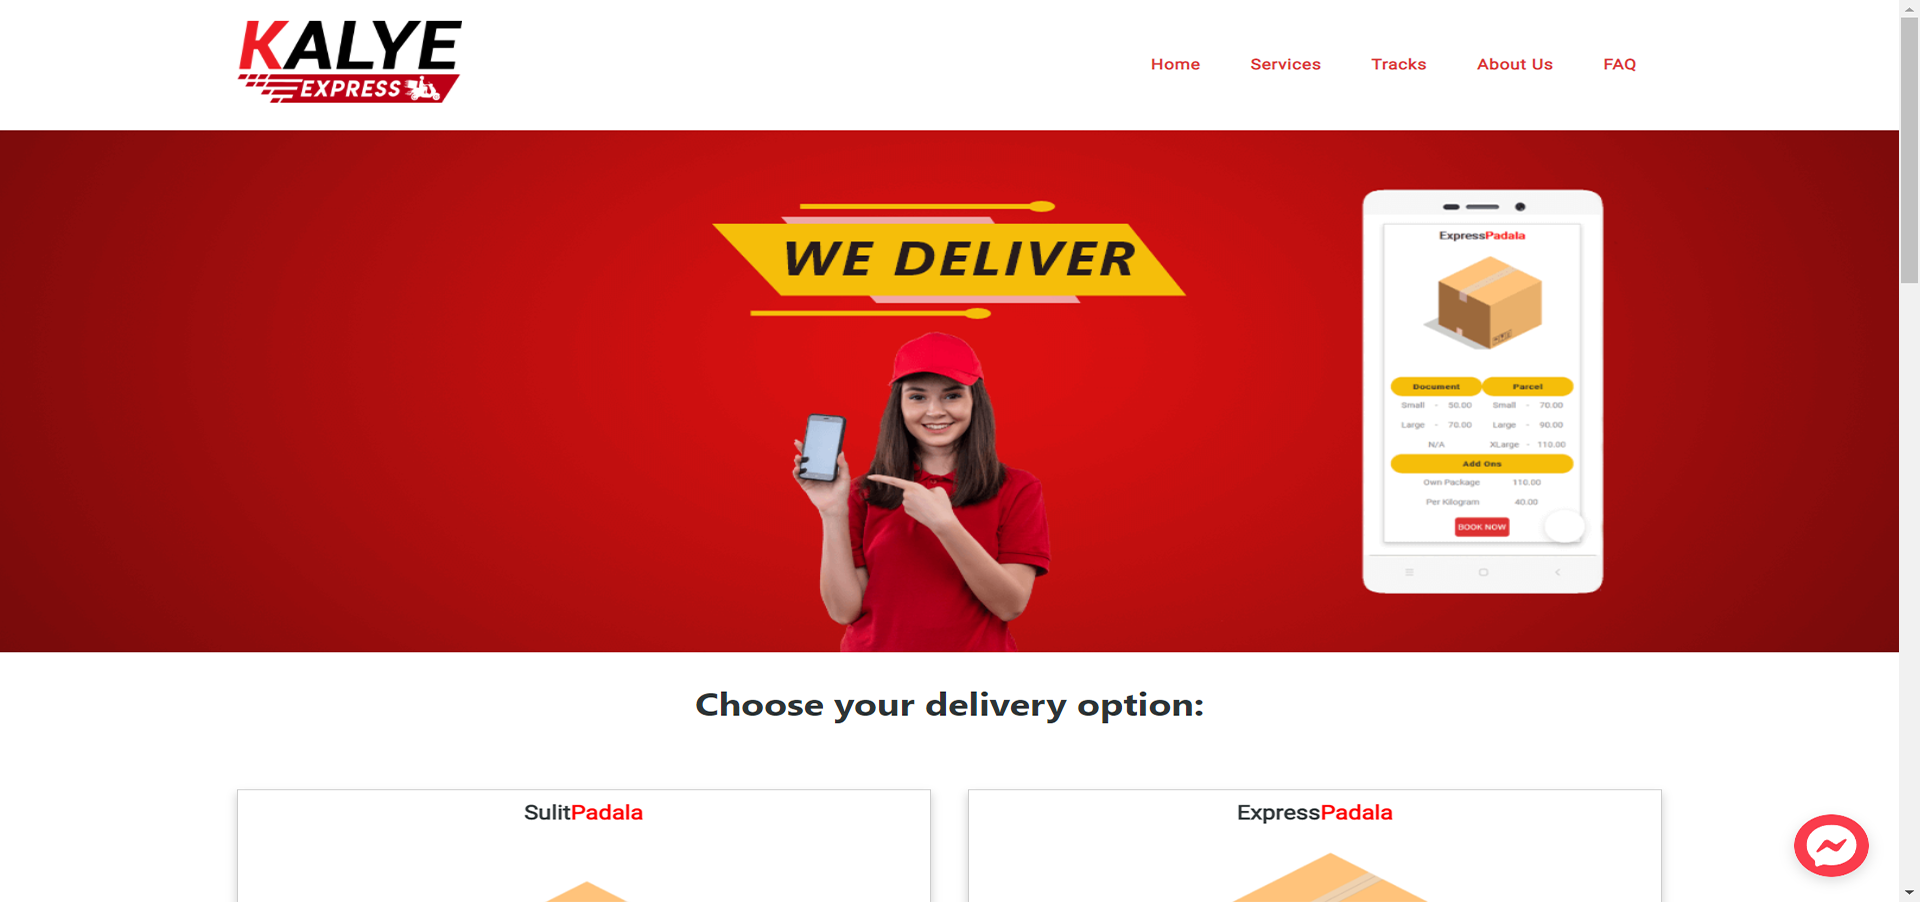 KALYE
EXPRESS
Home Services Tracks About Us FAQ
WE DELIVER
ExpressPadala
Document Parcel
Small - 50.00 Small - 70.00
Large - 70.00 Large - 90.00
N/A XLarge - 110.00
Add Ons
Own Package 110.00
Per Kilogram 40.00
BOOK NOW
Choose your delivery option:
SulitPadala
ExpressPadala